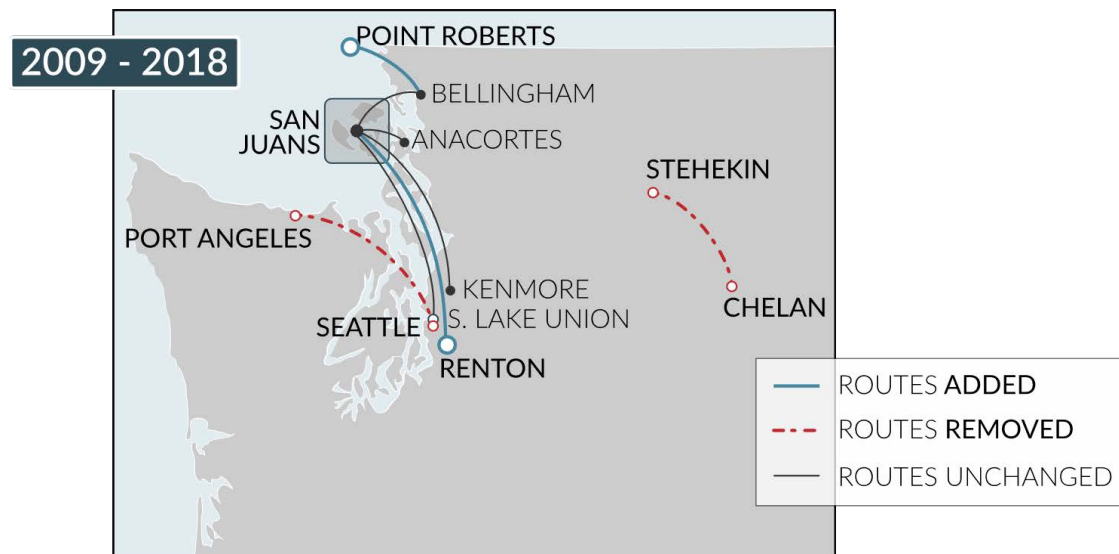 2009 - 2018
POINT ROBERTS
BELLINGHAM
SAN
JUANS
ANACORTES
STEHEKIN
PORT ANGELES
KENMORE
CHELAN
SEATTLE
S. LAKE UNION
RENTON
ROUTES ADDED
ROUTES REMOVED
ROUTES UNCHANGED